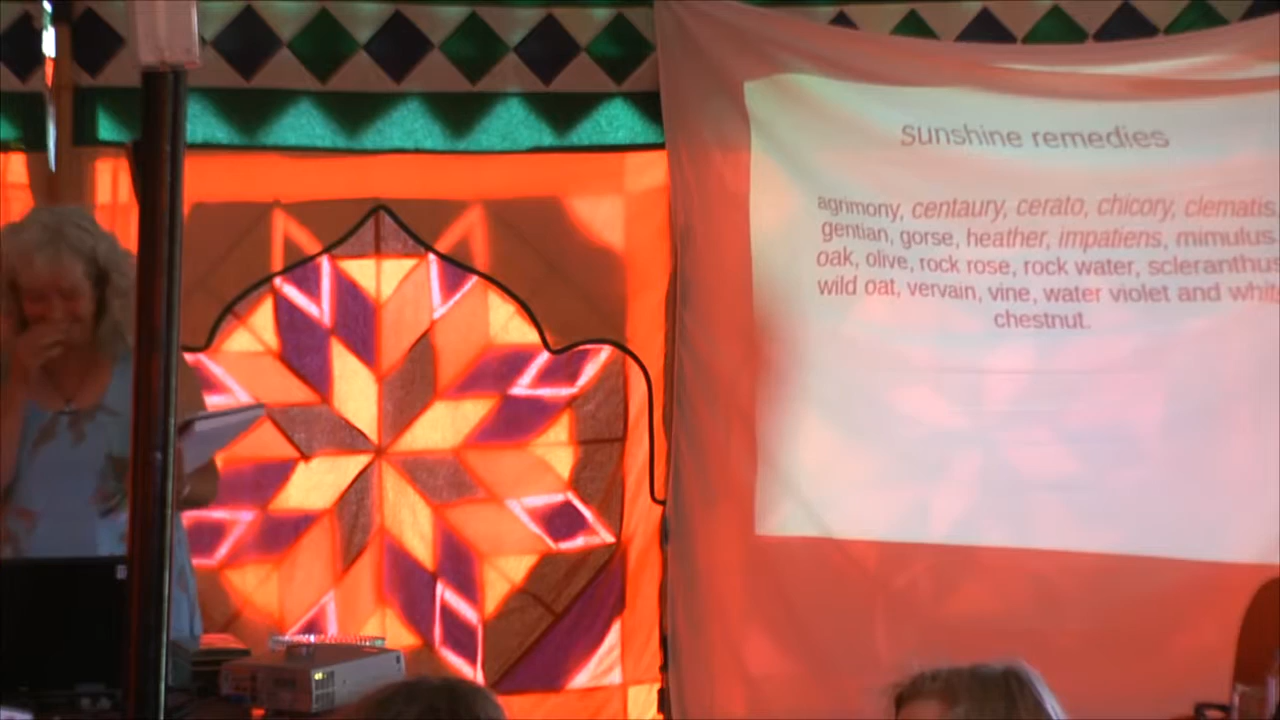 Sunshine remedies
agrimony, centaury, cerato, chicory, clematis
gentian, gorse, heather, impatiens, mimulus
oak, olive, rock rose, rock water, scleranthus
wild oat, vervain, vine, water violet and whit
chestnut.